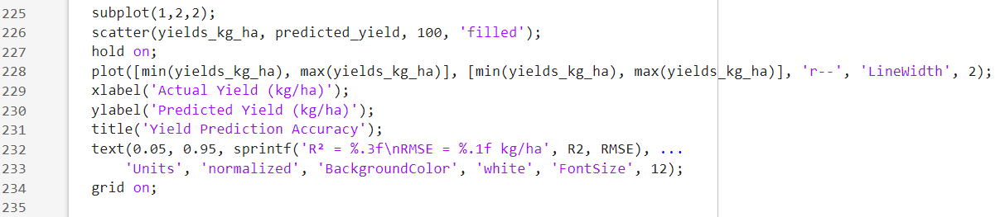 225 subplot(1,2,2);
226 scatter(yields_kg_ha, predicted_yield, 100, 'filled');
227 hold on;
228 plot([min(yields_kg_ha), max(yields_kg_ha)], [min(yields_kg_ha), max(yields_kg_ha)], 'r--', 'LineWidth', 2);
229 xlabel('Actual Yield (kg/ha)');
230 ylabel('Predicted Yield (kg/ha)');
231 title('Yield Prediction Accuracy');
232 text(0.05, 0.95, sprintf('R² = %.3f\nRMSE = %.1f kg/ha', R2, RMSE), ...
233 'Units', 'normalized', 'BackgroundColor', 'white', 'FontSize', 12);
234 grid on;
235